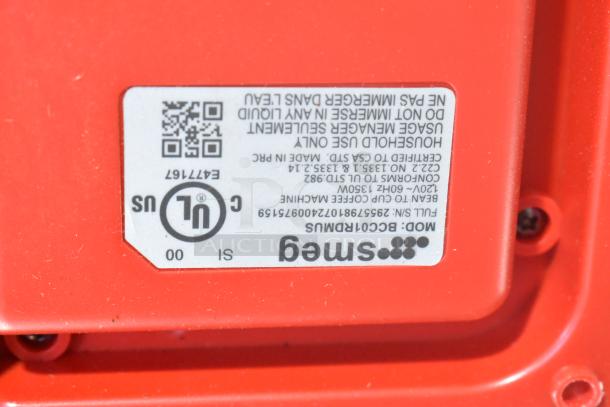 smeg
SI 00
MOD: BCC01RDMUS
FULL S/N: 29557981072400975159
BEAN TO CUP COFFEE MACHINE
120V~ 60Hz 1350W
CONFORMS TO UL STD.982
C22.2 NO 1335.1 & 1335.2.14
CERTIFIED TO CSA STD. MADE IN PRC
HOUSEHOLD USE ONLY
USAGE MENAGER SEULEMENT
DO NOT IMMERSE IN ANY LIQUID
NE PAS IMMERGER DANS L'EAU
C UL US
E477167